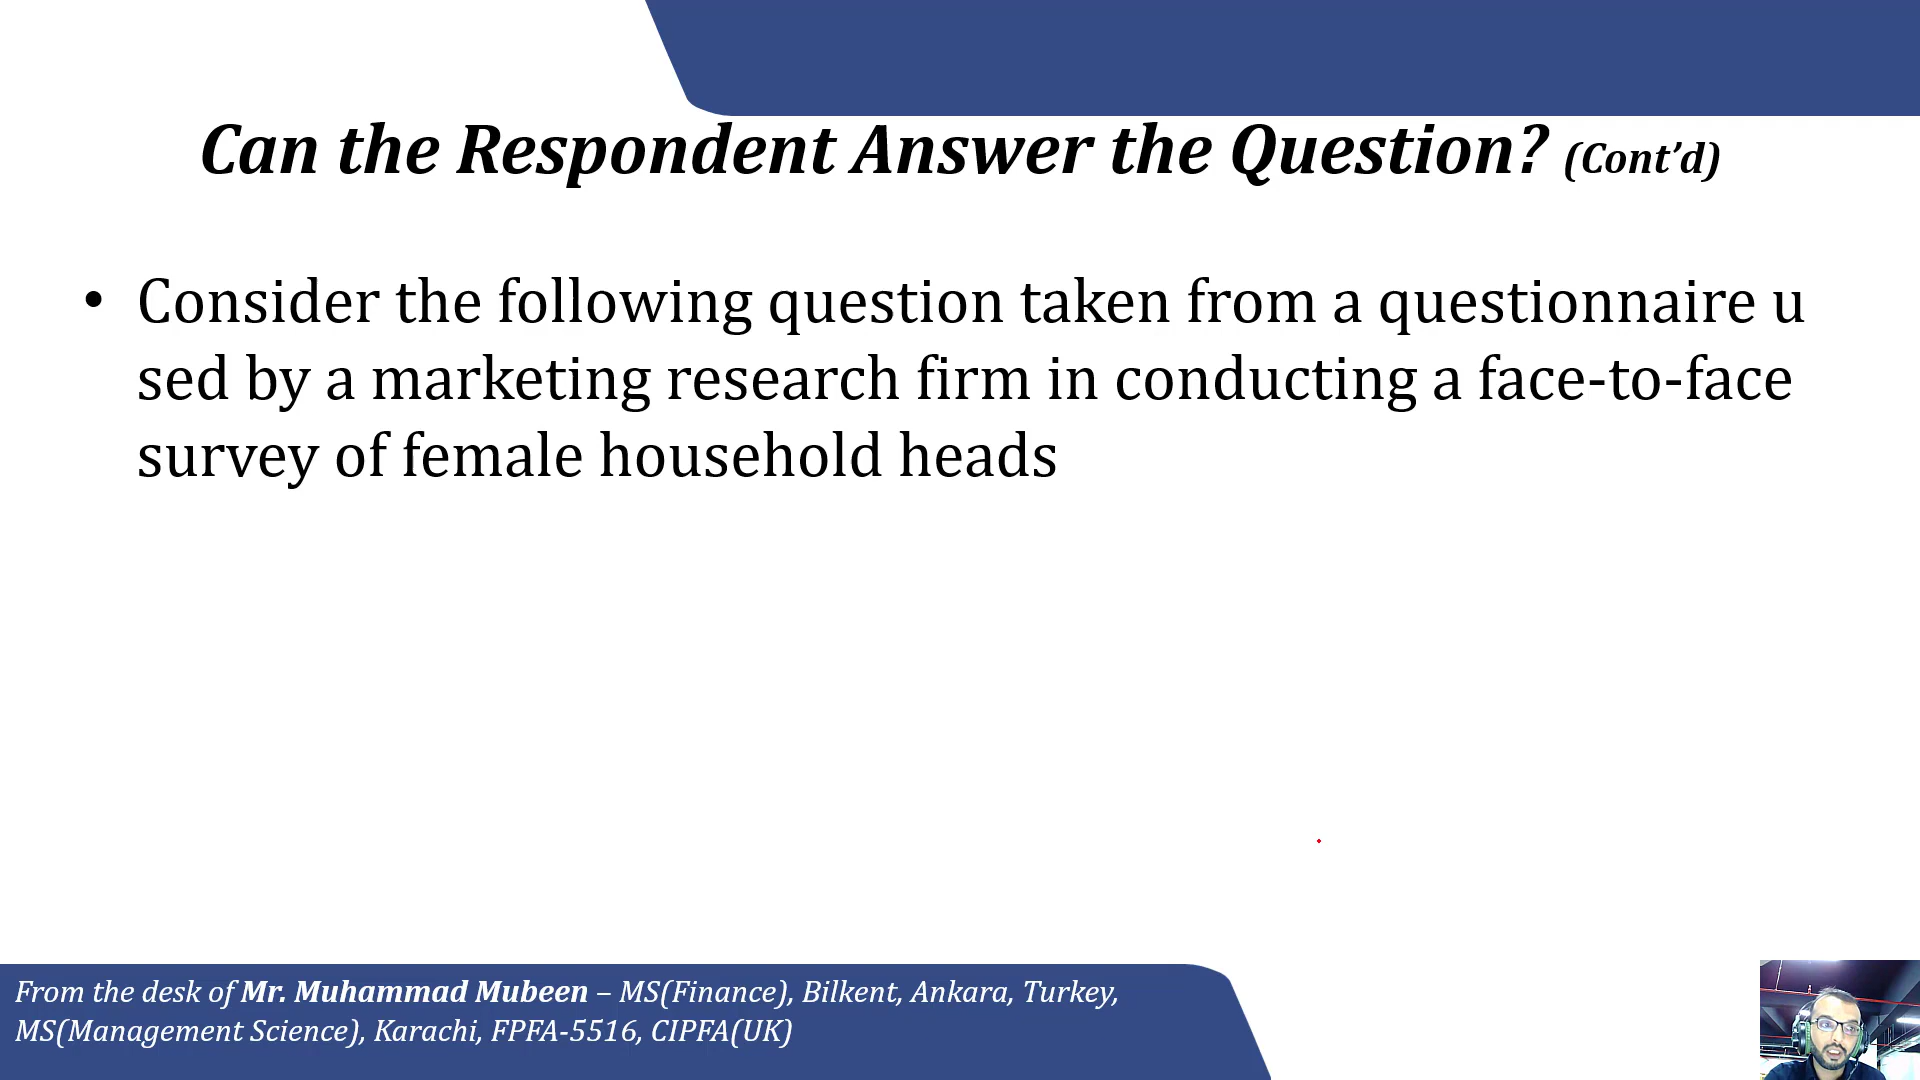 Can the Respondent Answer the Question? (Cont’d)
• Consider the following question taken from a questionnaire u
sed by a marketing research firm in conducting a face-to-face
survey of female household heads
From the desk of Mr. Muhammad Mubeen – MS(Finance), Bilkent, Ankara, Turkey,
MS(Management Science), Karachi, FPFA-5516, CIPFA(UK)